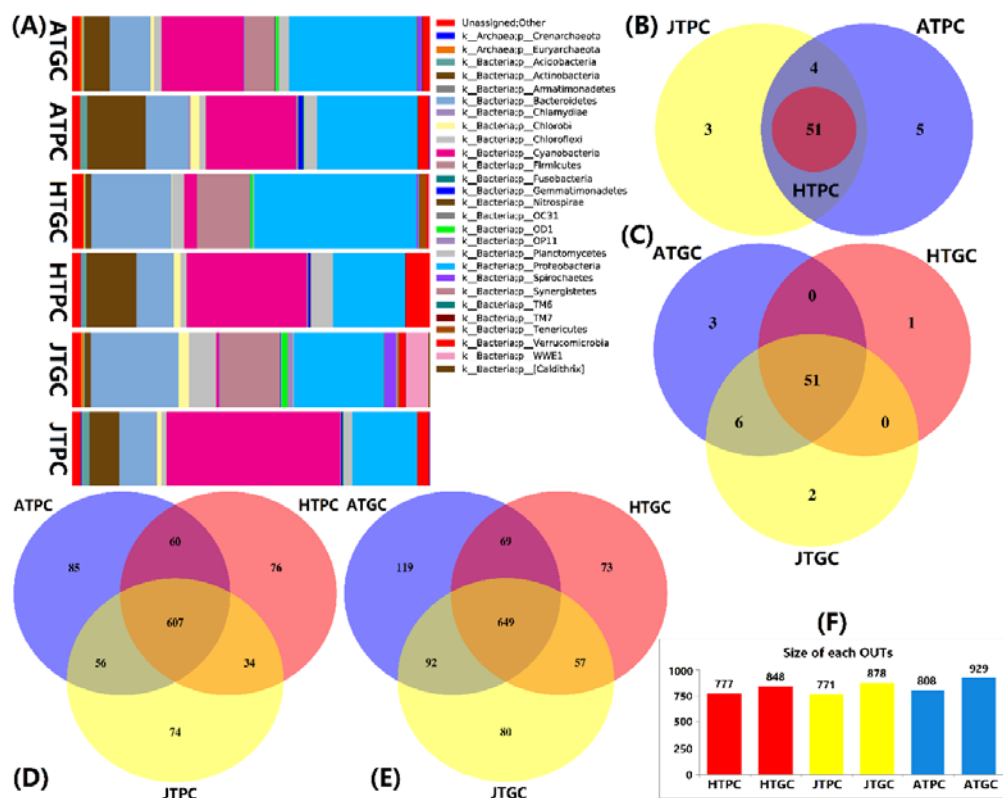 (A)
ATGC
ATPC
HTGC
HTPC
JTGC
JTPC
Unassigned;Other
k__Archaea;p__Crenarchaeota
k__Archaea;p__Euryarchaeota
k__Bacteria;p__Acidobacteria
k__Bacteria;p__Actinobacteria
k__Bacteria;p__Armatimonadetes
k__Bacteria;p__Bacteroidetes
k__Bacteria;p__Chlamydiae
k__Bacteria;p__Chlorobi
k__Bacteria;p__Chloroflexi
k__Bacteria;p__Cyanobacteria
k__Bacteria;p__Firmicutes
k__Bacteria;p__Fusobacteria
k__Bacteria;p__Gemmatimonadetes
k__Bacteria;p__Nitrospirae
k__Bacteria;p__OC31
k__Bacteria;p__OD1
k__Bacteria;p__OP11
k__Bacteria;p__Planctomycetes
k__Bacteria;p__Proteobacteria
k__Bacteria;p__Spirochaetes
k__Bacteria;p__Synergistetes
k__Bacteria;p__TM6
k__Bacteria;p__TM7
k__Bacteria;p__Tenericutes
k__Bacteria;p__Verrucomicrobia
k__Bacteria;p__WWE1
k__Bacteria;p__[Caldithrix]
(B)
JTPC
ATPC
4
3
51
5
HTPC
(C)
ATGC
HTGC
0
3
1
51
6
0
2
JTGC
ATPC
HTPC
60
85
76
607
56
34
74
(D)
JTPC
ATGC
HTGC
69
119
73
649
92
57
80
(E)
JTGC
(F)
Size of each OUTs
1000
750
500
250
0
777
848
771
878
808
929
HTPC
HTGC
JTPC
JTGC
ATPC
ATGC